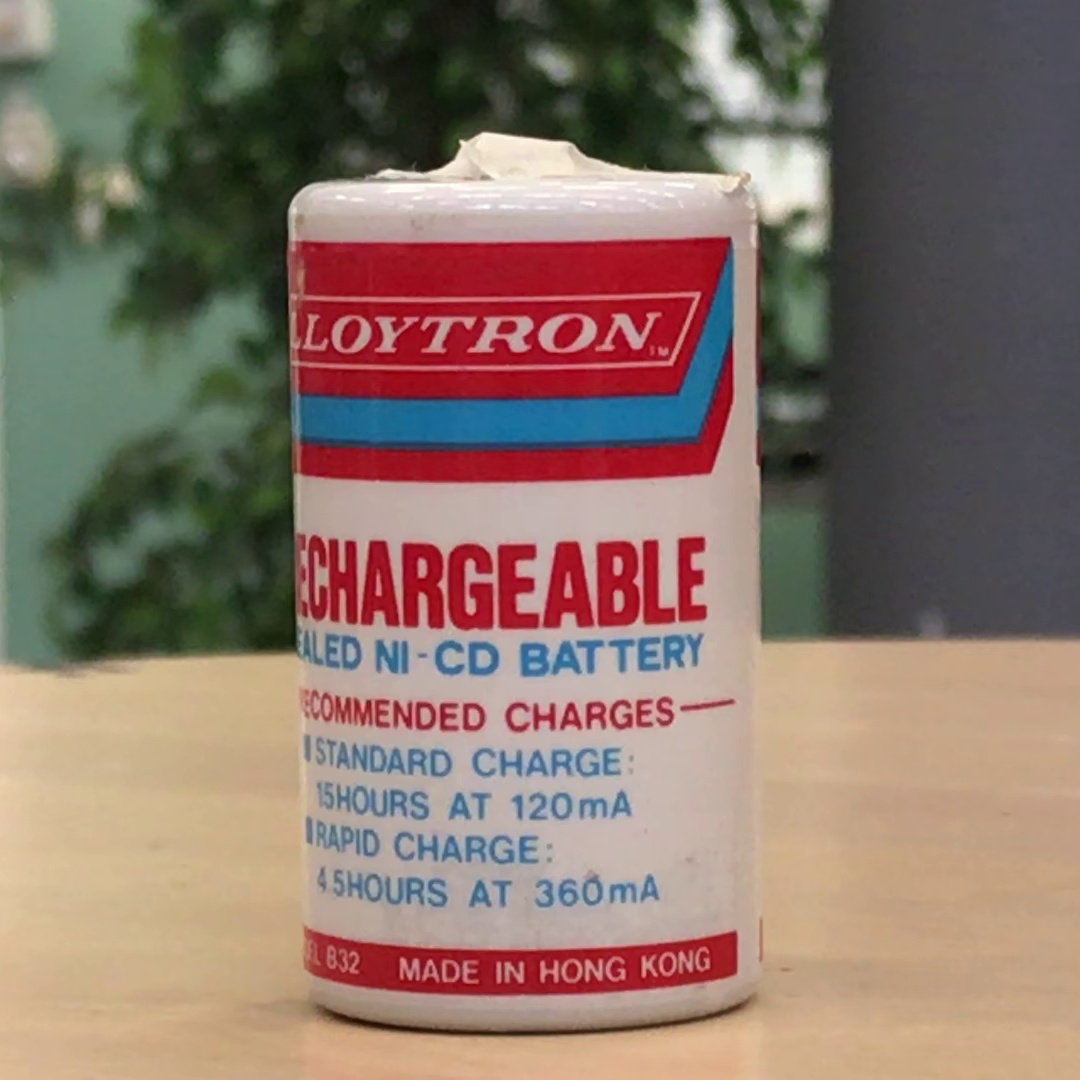 LLOYTRON TM
ECHARGEABLE
EALED NI-CD BATTERY
ECOMMENDED CHARGES
STANDARD CHARGE:
15HOURS AT 120mA
RAPID CHARGE:
4.5HOURS AT 360mA
EL B32 MADE IN HONG KONG